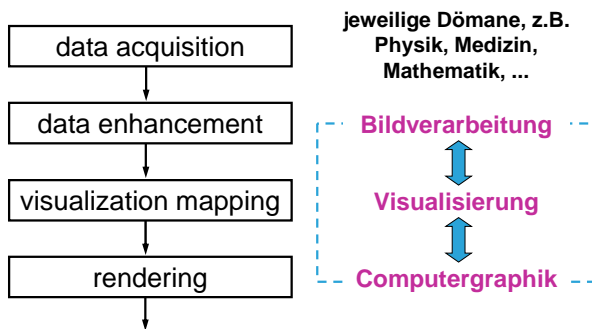 data acquisition
data enhancement
visualization mapping
rendering
jeweilige Dömane, z.B.
Physik, Medizin,
Mathematik, ...
Bildverarbeitung
Visualisierung
Computergraphik